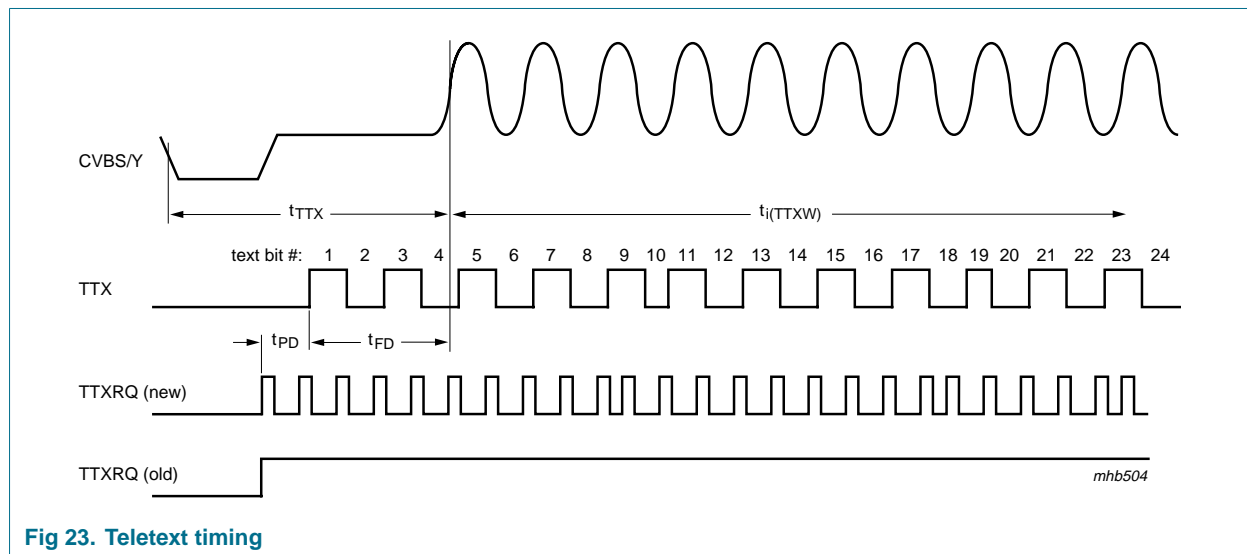 CVBS/Y
tTTX
ti(TTXW)
text bit #: 1 2 3 4 5 6 7 8 9 10 11 12 13 14 15 16 17 18 19 20 21 22 23 24
TTX
tPD
tFD
TTXRQ (new)
TTXRQ (old)
mhb504
Fig 23. Teletext timing